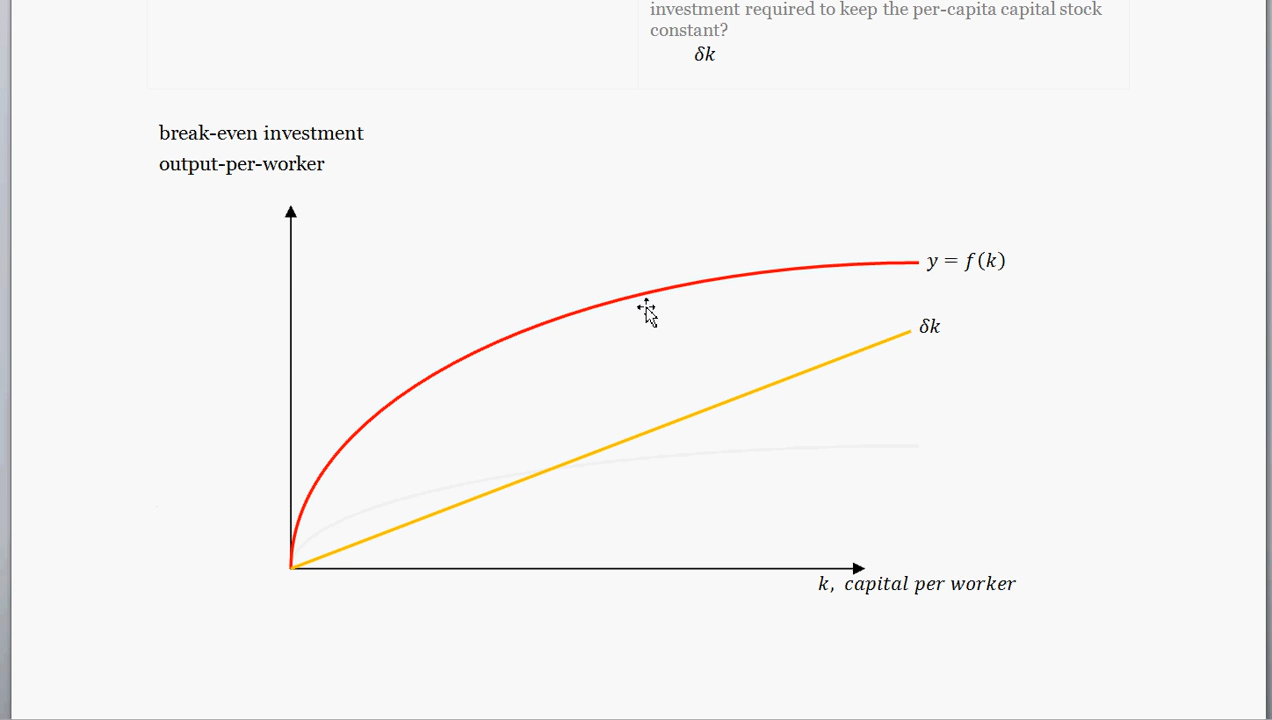 investment required to keep the per-capita capital stock
constant?
δk
break-even investment
output-per-worker
y = f(k)
δk
k, capital per worker